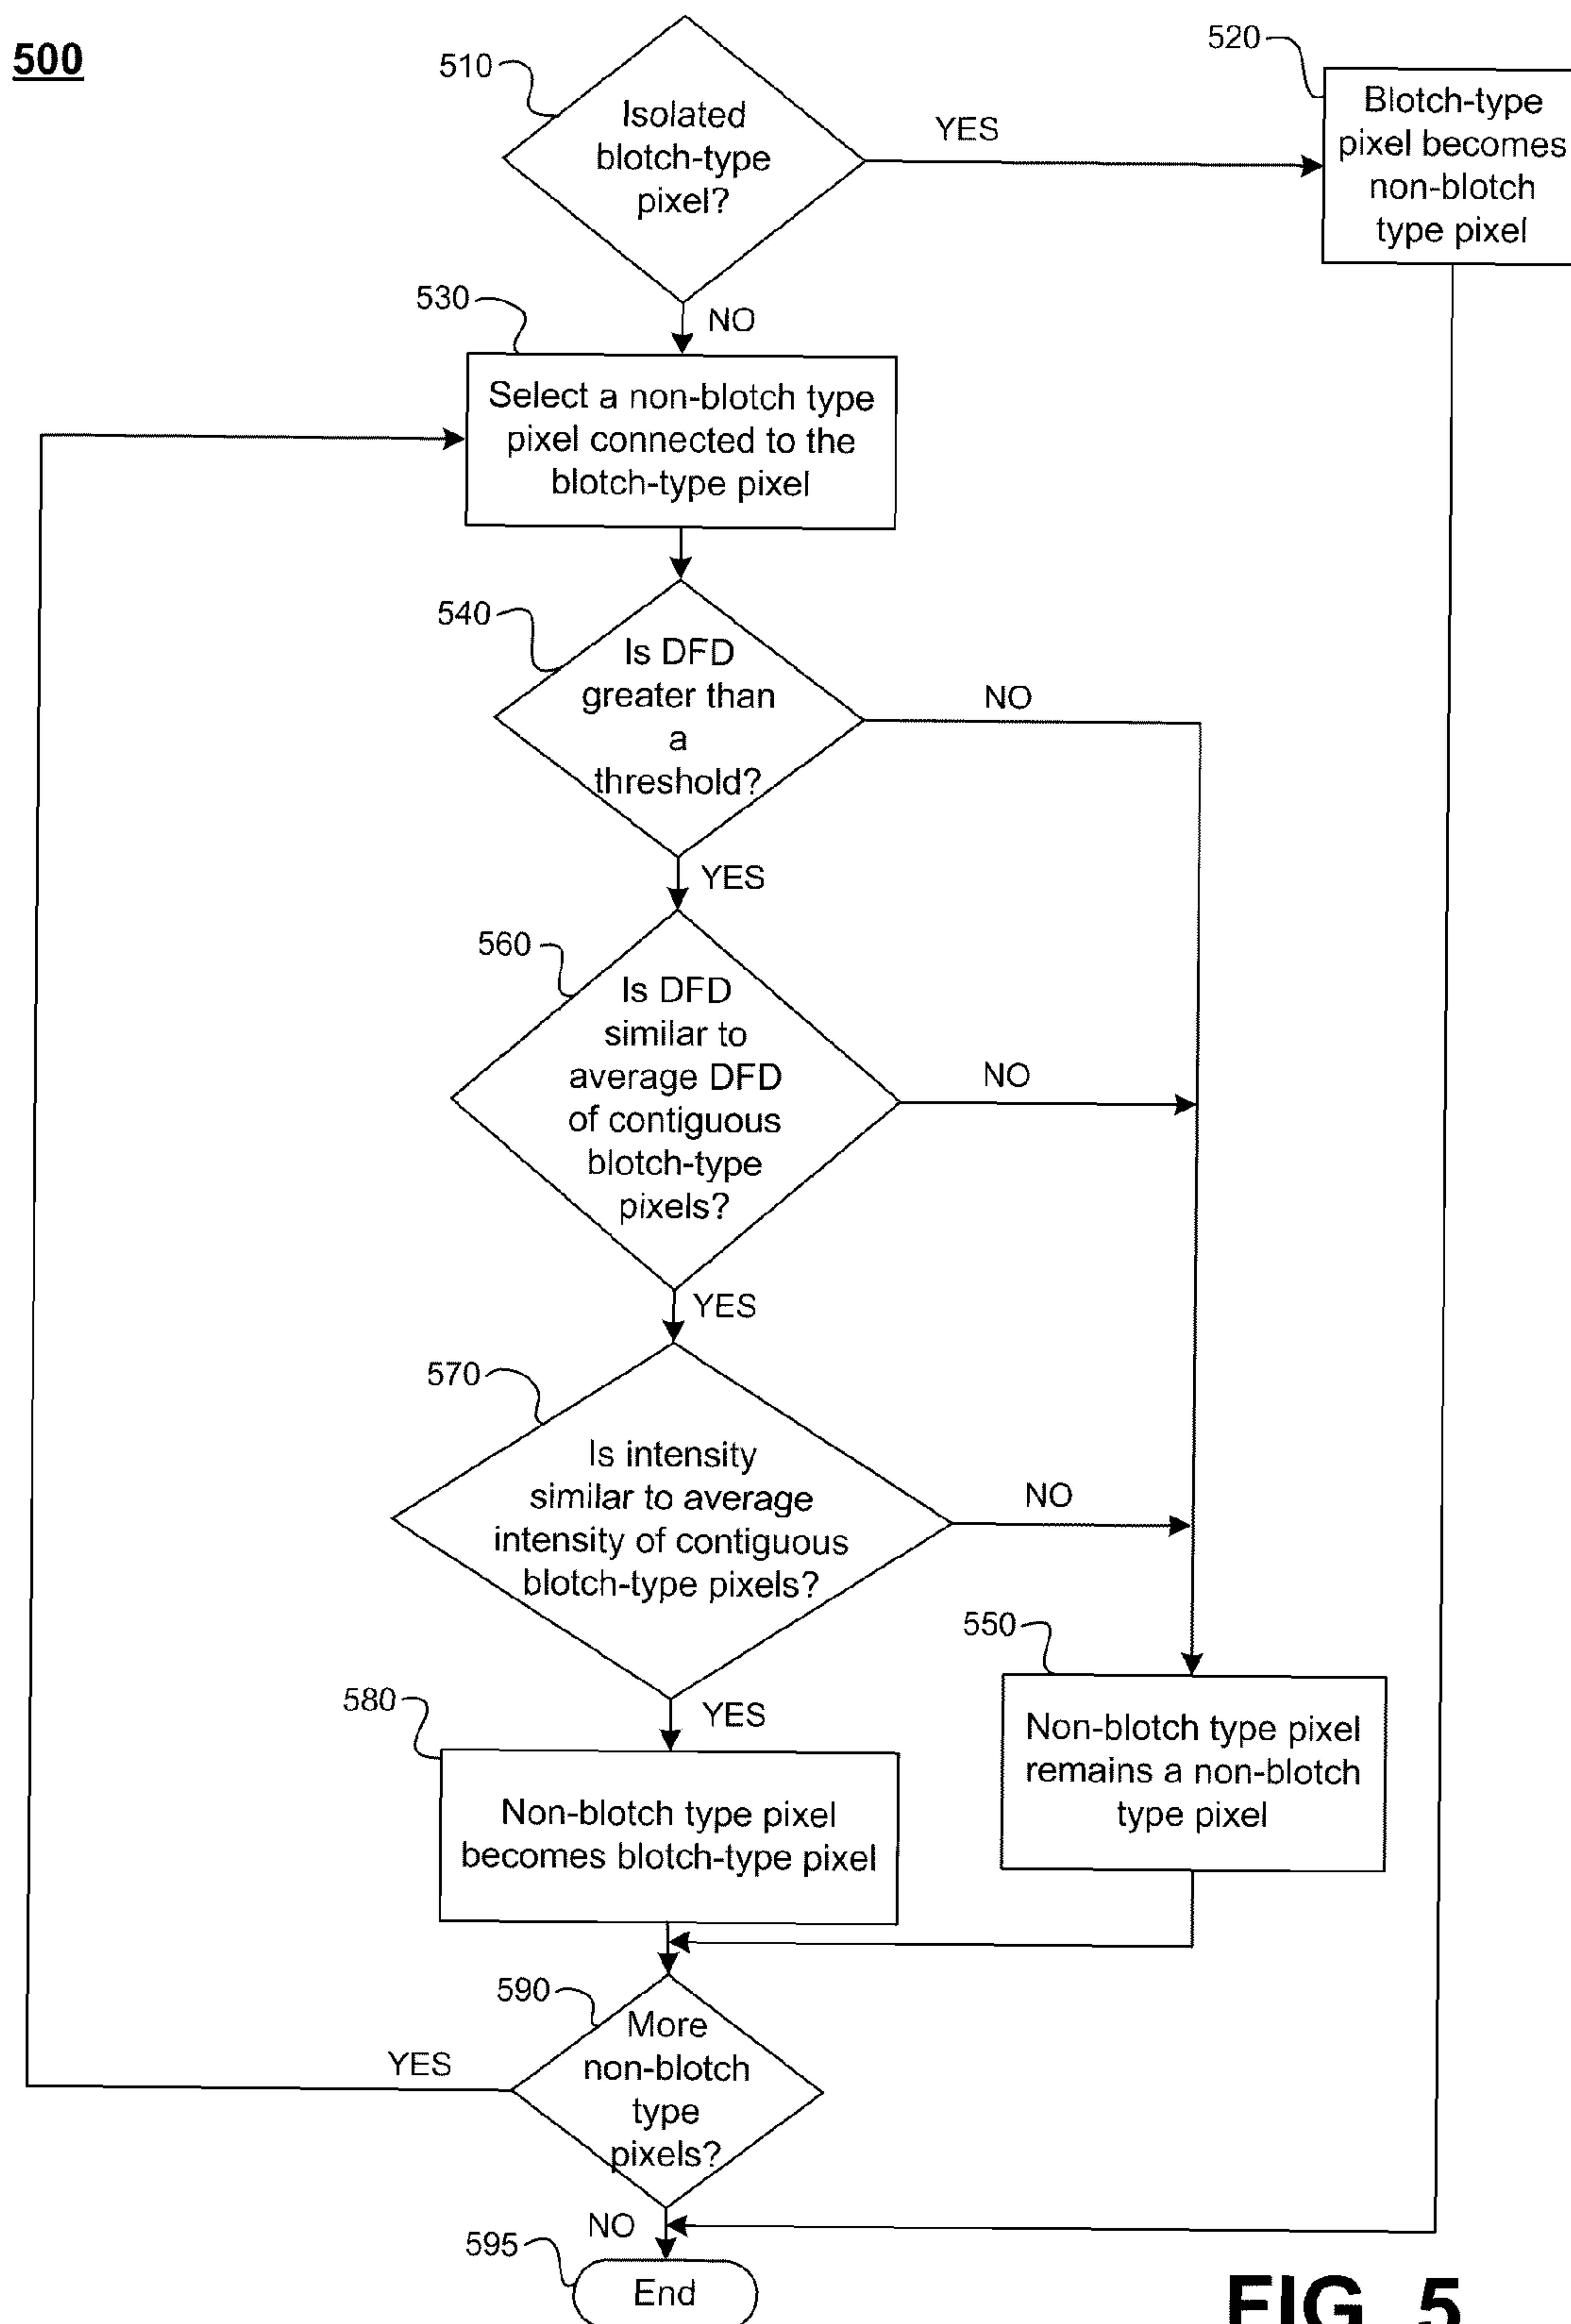 500
510
Isolated
blotch-type
pixel?
YES
520
Blotch-type
pixel becomes
non-blotch
type pixel
NO
530
Select a non-blotch type
pixel connected to the
blotch-type pixel
540
Is DFD
greater than
a
threshold?
NO
YES
560
Is DFD
similar to
average DFD
of contiguous
blotch-type
pixels?
NO
YES
570
Is intensity
similar to average
intensity of contiguous
blotch-type pixels?
NO
YES
550
Non-blotch type pixel
remains a non-blotch
type pixel
580
Non-blotch type pixel
becomes blotch-type pixel
590
More
non-blotch
type
pixels?
YES
NO
595
End
FIG. 5